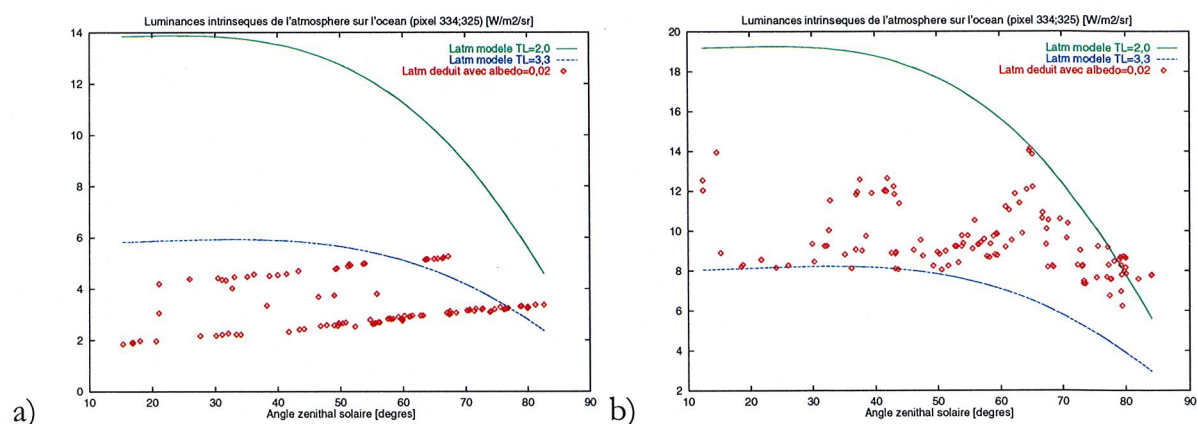 Luminances intrinseques de l'atmosphere sur l'ocean (pixel 334;325) [W/m2/sr]
14
12
10
8
6
4
2
0
Latm modele TL=2,0
Latm modele TL=3,3
Latm deduit avec albedo=0,02
10 20 30 40 50 60 70 80 90
Angle zenithal solaire [degres]
a)
Luminances intrinseques de l'atmosphere sur l'ocean (pixel 334;325) [W/m2/sr]
20
18
16
14
12
10
8
6
4
2
Latm modele TL=2,0
Latm modele TL=3,3
Latm deduit avec albedo=0,02
10 20 30 40 50 60 70 80 90
Angle zenithal solaire [degres]
b)